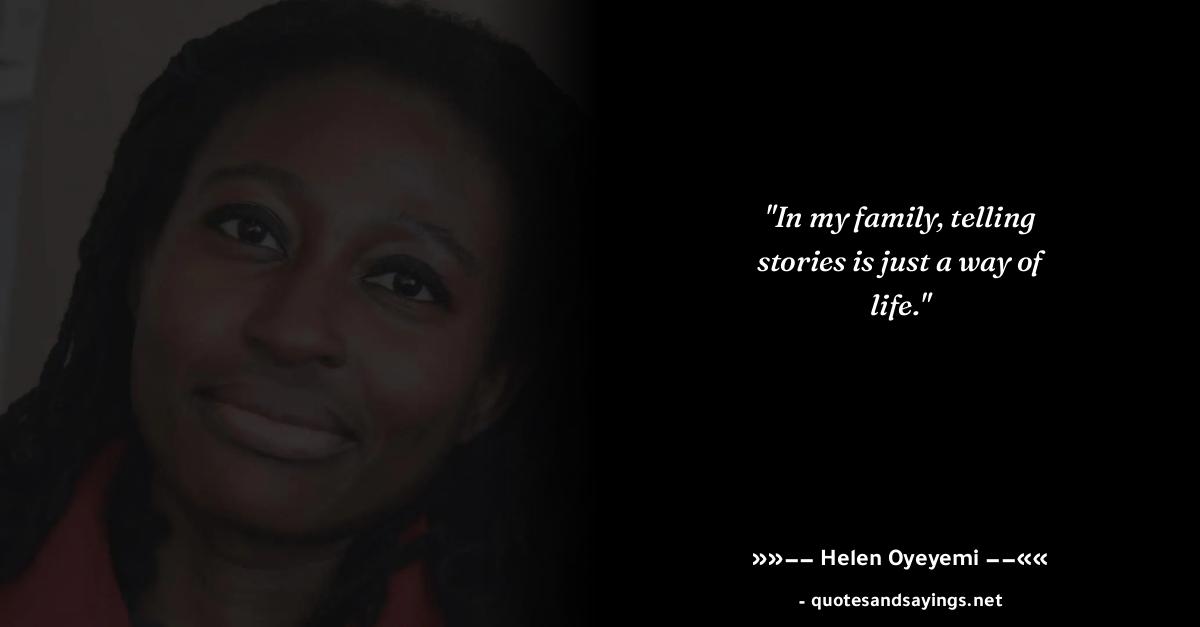 "In my family, telling
stories is just a way of
life."
»»−− Helen Oyeyemi −−««
- quotesandsayings.net